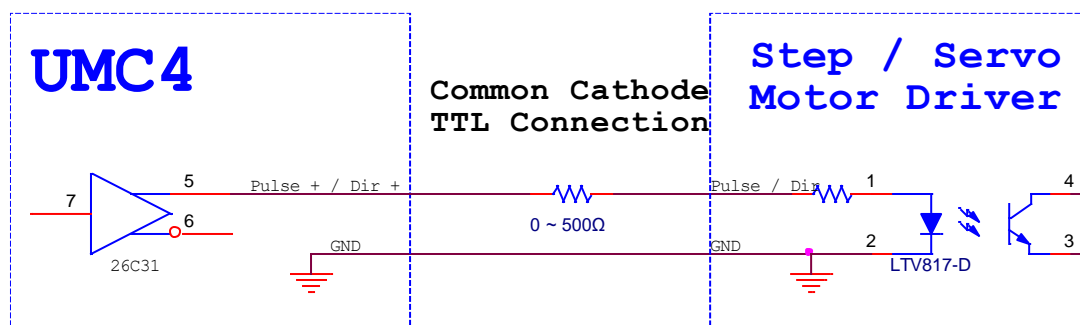 UMC4
Step / Servo
Motor Driver
Common Cathode
TTL Connection
7
5
6
26C31
Pulse + / Dir +
0 ~ 500Ω
Pulse / Dir
GND
GND
1
2
LTV817-D
4
3